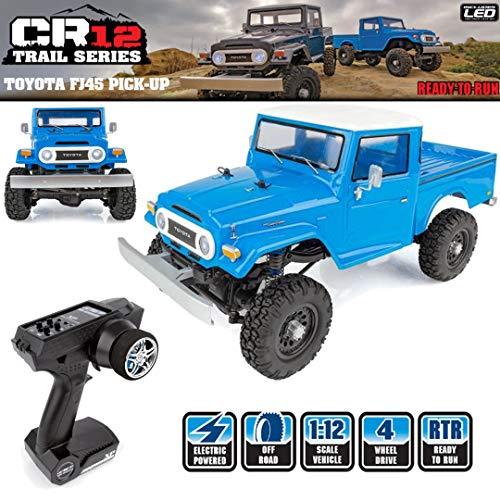 CR12
TRAIL SERIES
TOYOTA FJ45 PICK-UP
INCLUDED
LED
READY-TO-RUN
TOYOTA
TOYOTA
ELECTRIC
POWERED
OFF
ROAD
1:12
SCALE
VEHICLE
4
WHEEL
DRIVE
RTR
READY
TO RUN